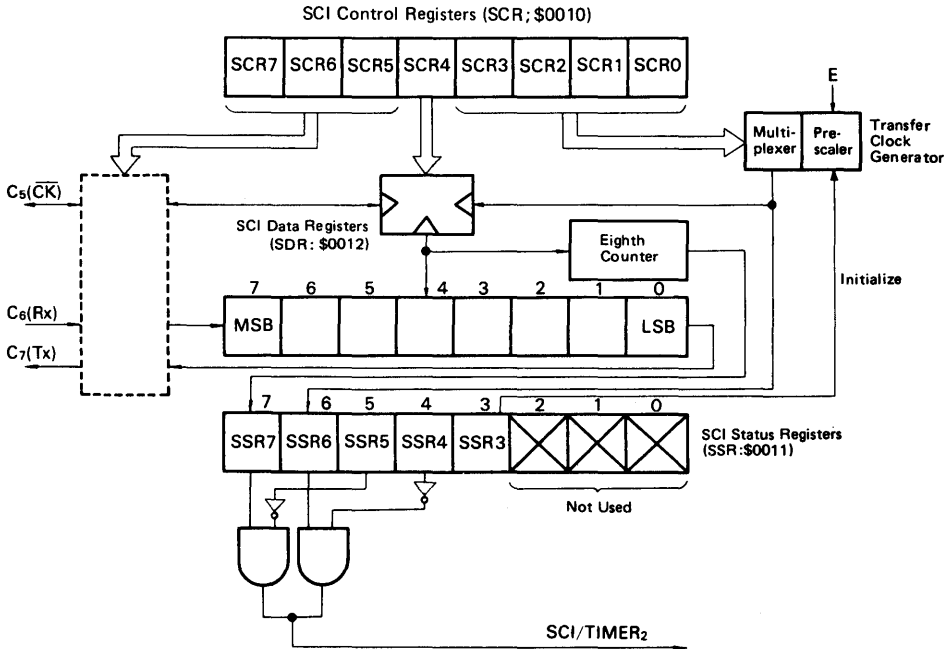 SCI Control Registers (SCR; $0010)
SCR7 SCR6 SCR5 SCR4 SCR3 SCR2 SCR1 SCR0
E
Multi-
plexer
Pre-
scaler
Transfer
Clock
Generator
C5(CK)
SCI Data Registers
(SDR: $0012)
Eighth
Counter
Initialize
7 6 5 4 3 2 1 0
C6(Rx)
MSB LSB
C7(Tx)
7 6 5 4 3 2 1 0
SSR7 SSR6 SSR5 SSR4 SSR3
SCI Status Registers
(SSR:$0011)
Not Used
SCI/TIMER2